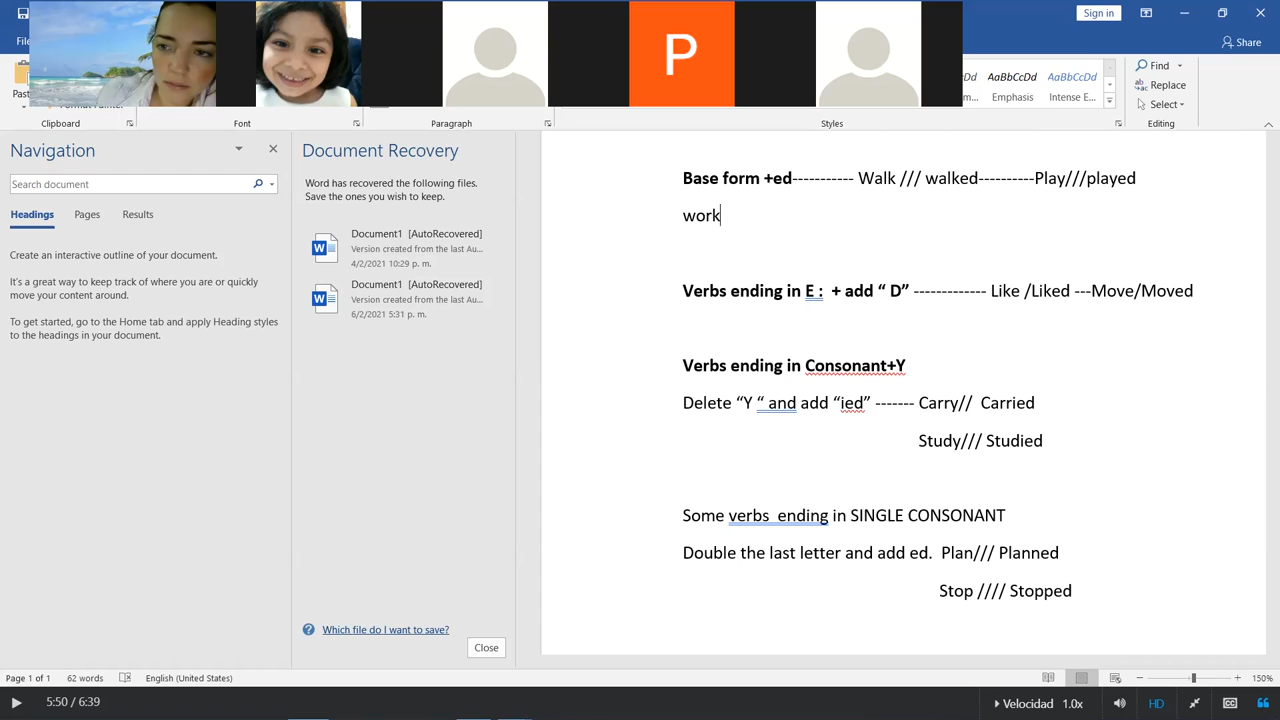 P
Share
Find
Replace
Select
AaBbCcDd AaBbCcDd
Emphasis Intense E...
Clipboard Font Paragraph Styles Editing
Navigation
Search document
Headings Pages Results
Create an interactive outline of your document.
It's a great way to keep track of where you are or quickly
move your content around.
To get started, go to the Home tab and apply Heading styles
to the headings in your document.
Document Recovery
Word has recovered the following files.
Save the ones you wish to keep.
Document1 [AutoRecovered]
Version created from the last Au...
4/2/2021 10:29 p. m.
Document1 [AutoRecovered]
Version created from the last Au...
6/2/2021 5:31 p. m.
Which file do I want to save?
Close
Base form +ed----------- Walk /// walked----------Play///played
work
Verbs ending in E : + add “ D” ------------- Like /Liked ---Move/Moved
Verbs ending in Consonant+Y
Delete “Y “ and add “ied” ------- Carry// Carried
Study/// Studied
Some verbs ending in SINGLE CONSONANT
Double the last letter and add ed. Plan/// Planned
Stop //// Stopped
Page 1 of 1 62 words English (United States) 150%
5:50 / 6:39 Velocidad 1.0x HD